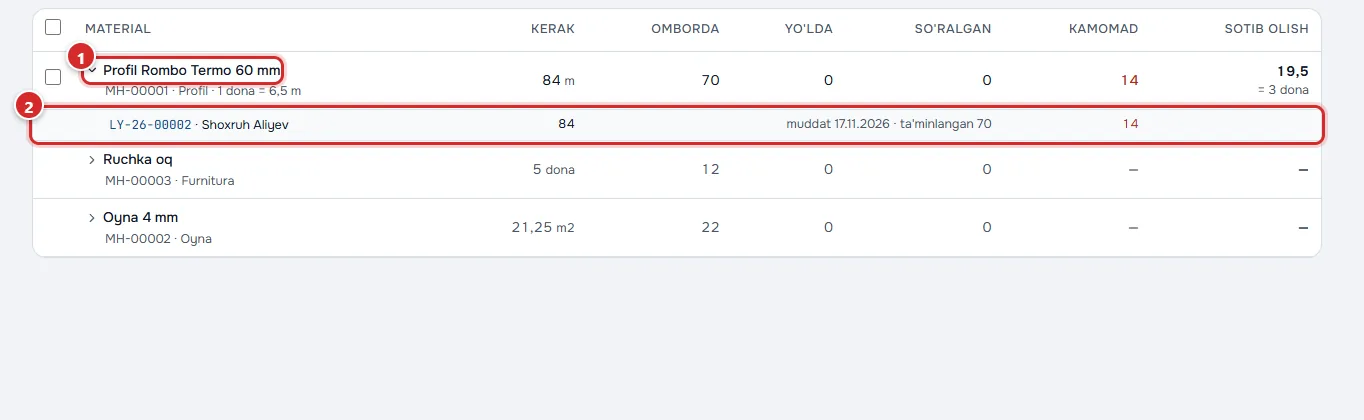 MATERIAL KERAK OMBORDA YO'LDA SO'RALGAN KAMOMAD SOTIB OLISH
1
Profil Rombo Termo 60 mm 84 m 70 0 0 14 19,5
MH-00001 · Profil · 1 dona = 6,5 m = 3 dona
2
LY-26-00002 · Shoxruh Aliyev 84 muddat 17.11.2026 · ta'minlangan 70 14
Ruchka oq 5 dona 12 0 0 — —
MH-00003 · Furnitura
Oyna 4 mm 21,25 m2 22 0 0 — —
MH-00002 · Oyna